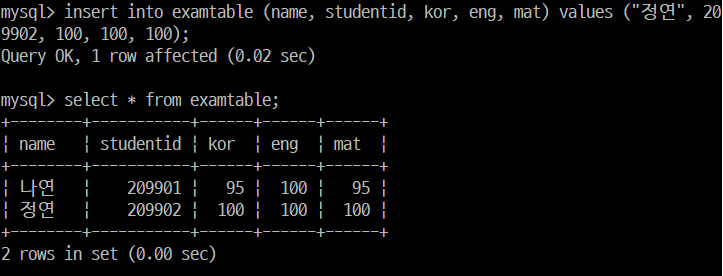 mysql> insert into examtable (name, studentid, kor, eng, mat) values ("정연", 20
9902, 100, 100, 100);
Query OK, 1 row affected (0.02 sec)
mysql> select * from examtable;
+--------+-----------+------+------+------+
¦ name   ¦ studentid ¦ kor  ¦ eng  ¦ mat  ¦
+--------+-----------+------+------+------+
¦ 나연   ¦    209901 ¦   95 ¦  100 ¦   95 ¦
¦ 정연   ¦    209902 ¦  100 ¦  100 ¦  100 ¦
+--------+-----------+------+------+------+
2 rows in set (0.00 sec)